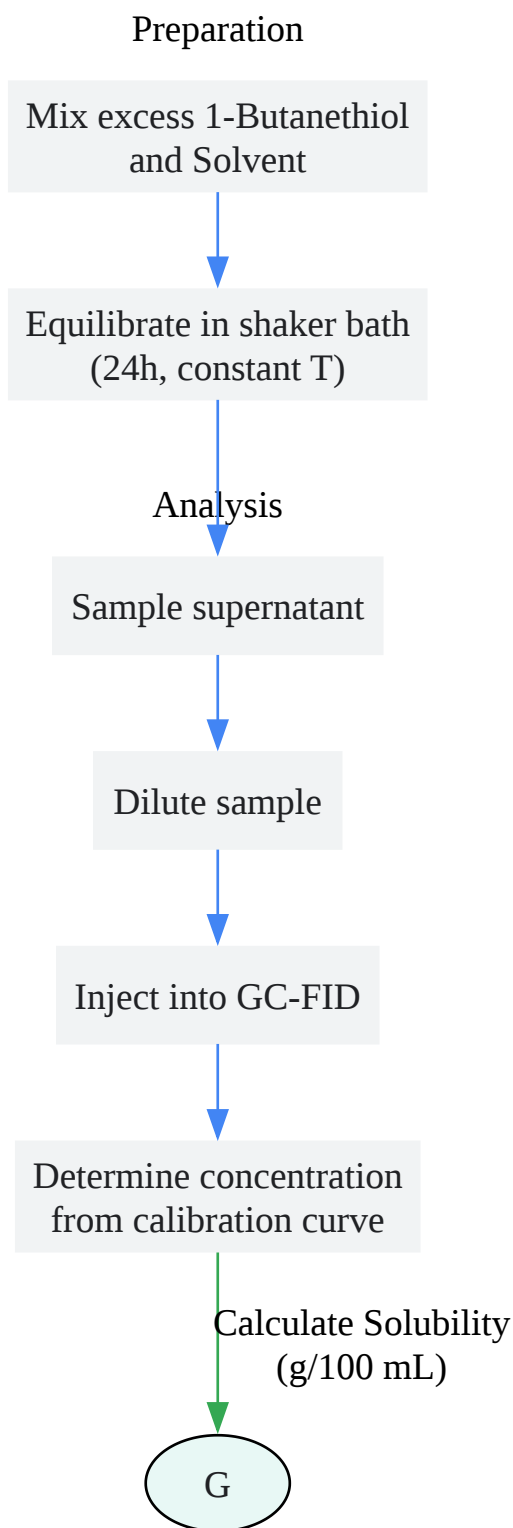 Preparation
Mix excess 1-Butanethiol
and Solvent
Equilibrate in shaker bath
(24h, constant T)
Analysis
Sample supernatant
Dilute sample
Inject into GC-FID
Determine concentration
from calibration curve
Calculate Solubility
(g/100 mL)
G